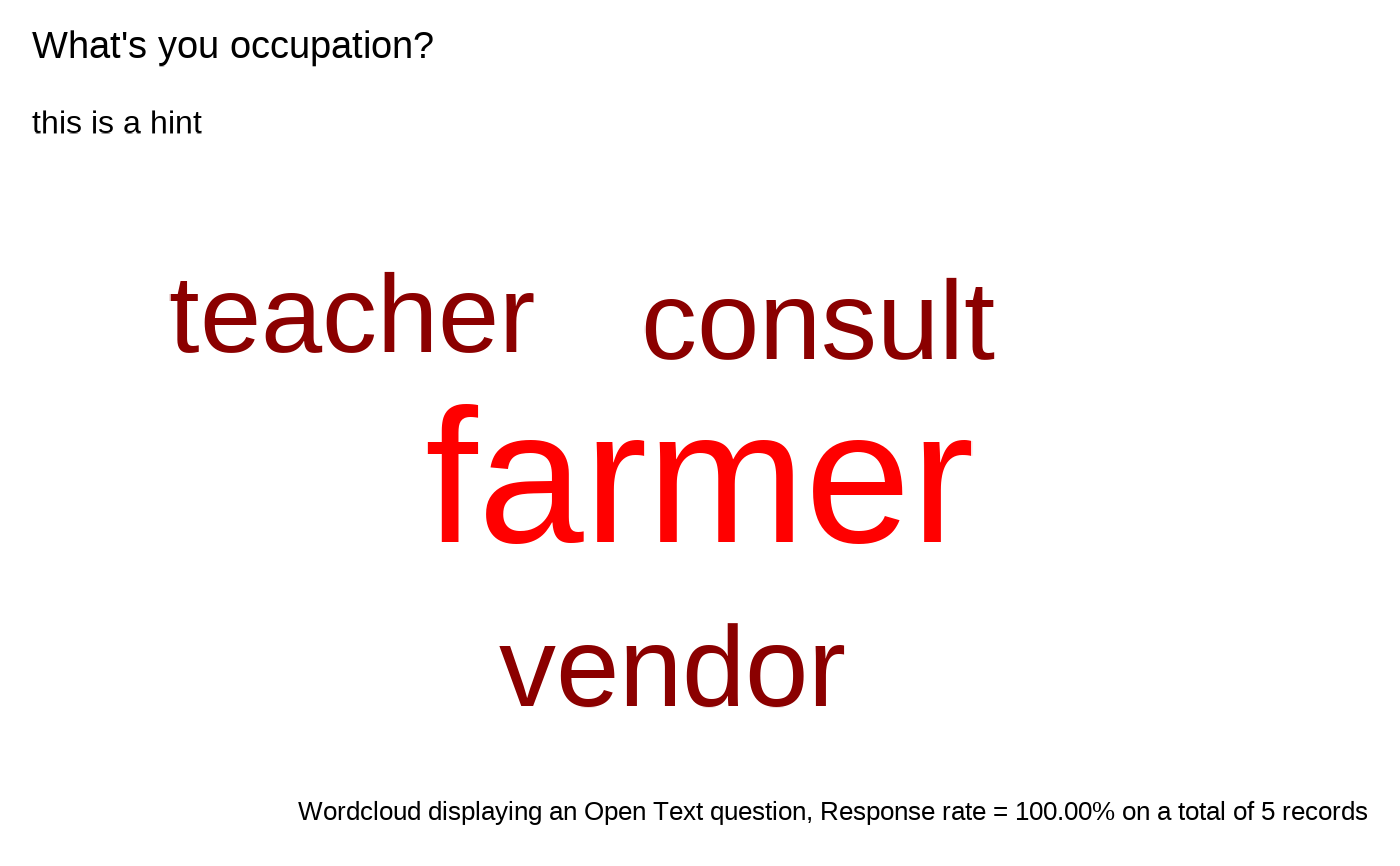 What's you occupation?
this is a hint
teacher consult
farmer
vendor
Wordcloud displaying an Open Text question, Response rate = 100.00% on a total of 5 records